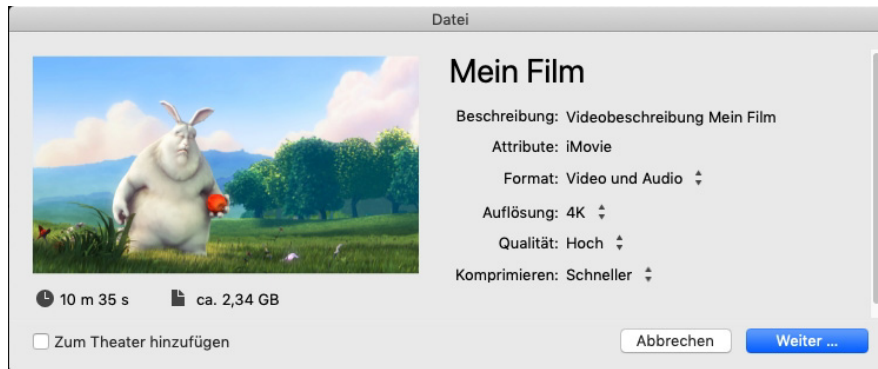 Datei
Mein Film
Beschreibung: Videobeschreibung Mein Film
Attribute: iMovie
Format: Video und Audio
Auflösung: 4K
Qualität: Hoch
Komprimieren: Schneller
10 m 35 s ca. 2,34 GB
Zum Theater hinzufügen
Abbrechen Weiter ...